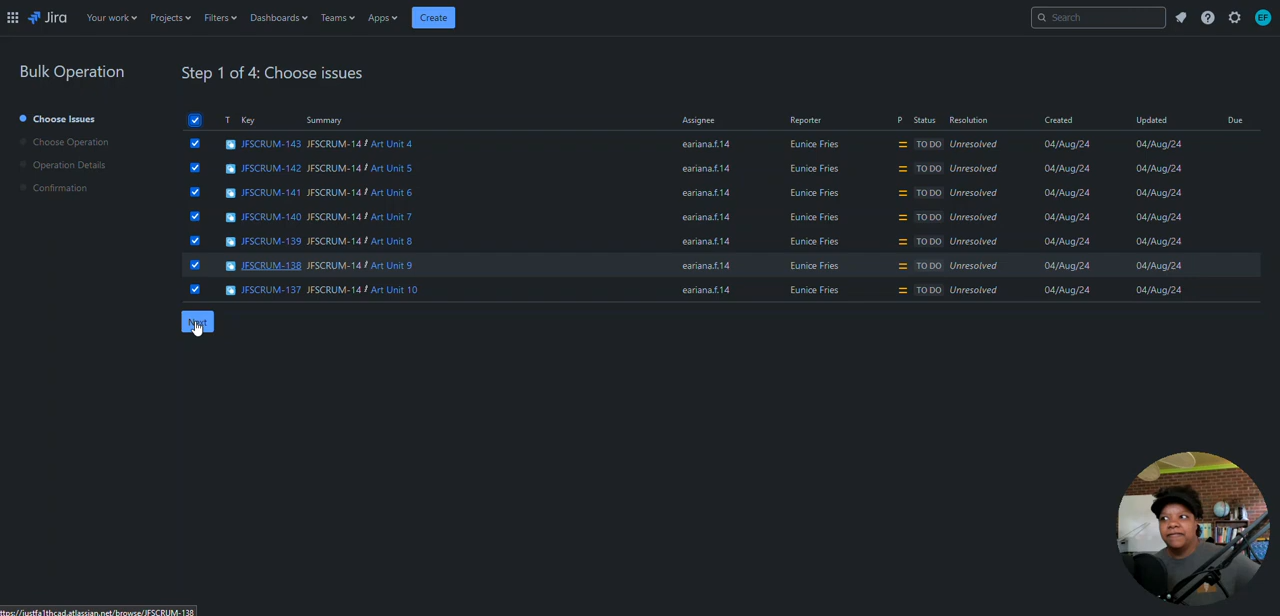 Jira Your work Projects Filters Dashboards Teams Apps Create Search EF
Bulk Operation
Step 1 of 4: Choose issues
Choose Issues
Choose Operation
Operation Details
Confirmation
T Key Summary Assignee Reporter P Status Resolution Created Updated Due
JFSCRUM-143 JFSCRUM-14 / Art Unit 4 eariana.f.14 Eunice Fries TO DO Unresolved 04/Aug/24 04/Aug/24
JFSCRUM-142 JFSCRUM-14 / Art Unit 5 eariana.f.14 Eunice Fries TO DO Unresolved 04/Aug/24 04/Aug/24
JFSCRUM-141 JFSCRUM-14 / Art Unit 6 eariana.f.14 Eunice Fries TO DO Unresolved 04/Aug/24 04/Aug/24
JFSCRUM-140 JFSCRUM-14 / Art Unit 7 eariana.f.14 Eunice Fries TO DO Unresolved 04/Aug/24 04/Aug/24
JFSCRUM-139 JFSCRUM-14 / Art Unit 8 eariana.f.14 Eunice Fries TO DO Unresolved 04/Aug/24 04/Aug/24
JFSCRUM-138 JFSCRUM-14 / Art Unit 9 eariana.f.14 Eunice Fries TO DO Unresolved 04/Aug/24 04/Aug/24
JFSCRUM-137 JFSCRUM-14 / Art Unit 10 eariana.f.14 Eunice Fries TO DO Unresolved 04/Aug/24 04/Aug/24
Next
ttps://justfa1thcad.atlassian.net/browse/JFSCRUM-138